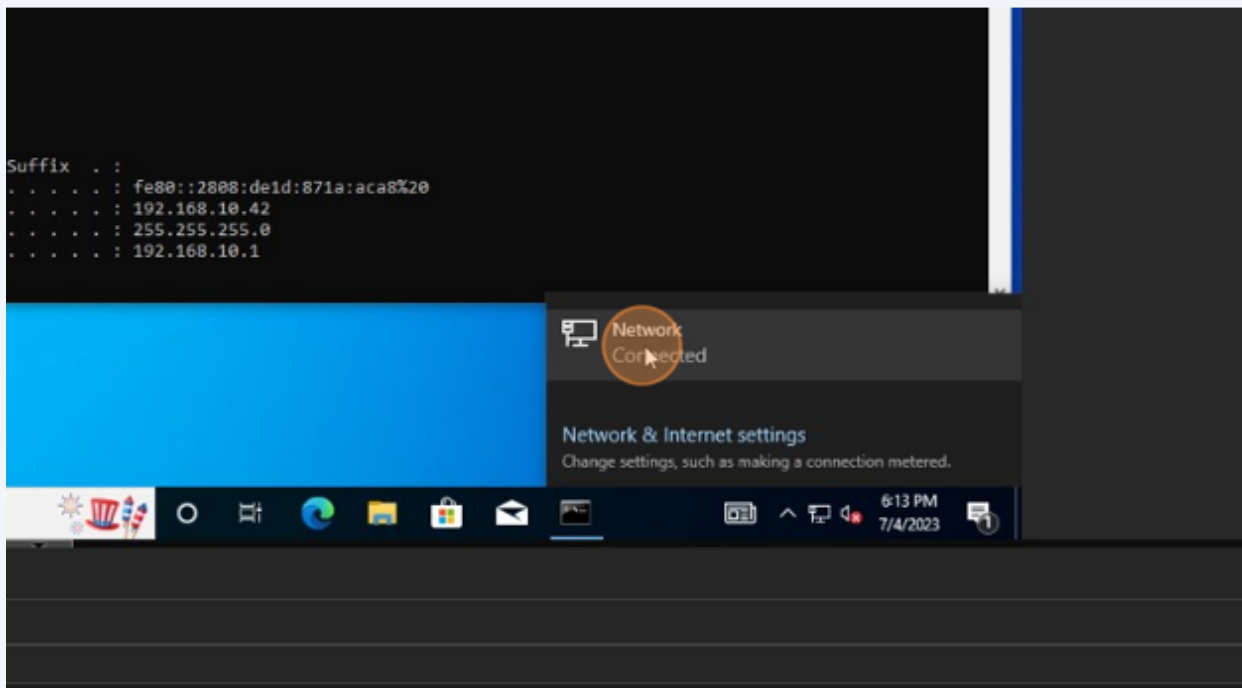 Suffix . :
. . . . . : fe80::2808:de1d:871a:aca8%20
. . . . . : 192.168.10.42
. . . . . : 255.255.255.0
. . . . . : 192.168.10.1
Network
Connected
Network & Internet settings
Change settings, such as making a connection metered.
6:13 PM
7/4/2023
1